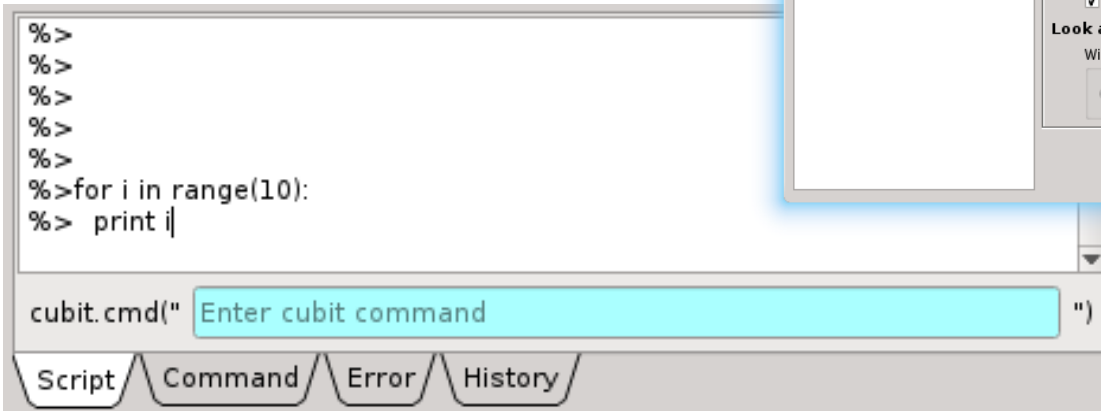 %>
%>
%>
%>
%>
%>for i in range(10):
%>  print i
Look
cubit.cmd(" Enter cubit command ")
Script Command Error History